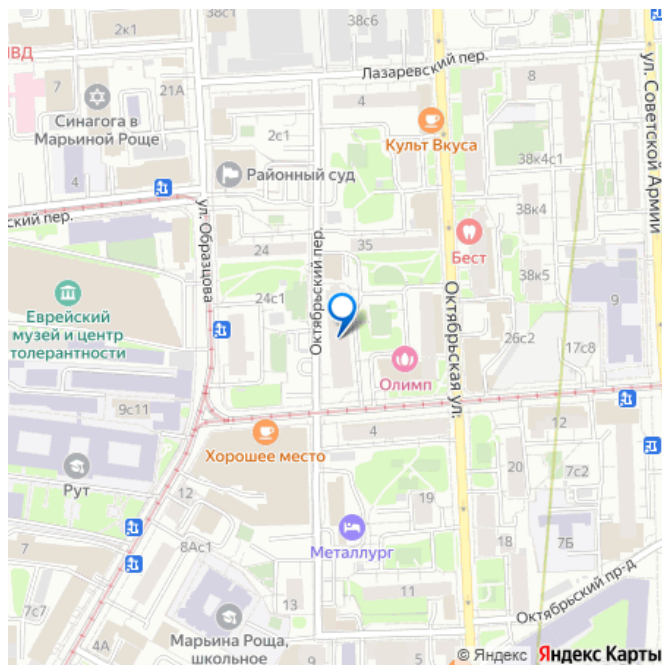 38с6
38с1
2к1
Лазаревский пер.
ул. Советской Армии
МВД
7
21А
4
8
Синагога в
Марьиной Роще
Культ Вкуса
2с1
38к4с1
4
Районный суд
38к4
ский пер.
ул. Образцова
24
Октябрьский пер.
35
Бест
38к5
Еврейский
музей и центр
толерантности
24с1
9
Октябрьская ул.
26с2
17с8
Олимп
9с11
4
12
Хорошее место
Рут
12
20
7с2
19
Металлург
7
8Ас1
18
7Б
11
7с7
13
Октябрьский пр-д
4А
Марьина Роща,
школьное
5
© Яндекс Яндекс Карты